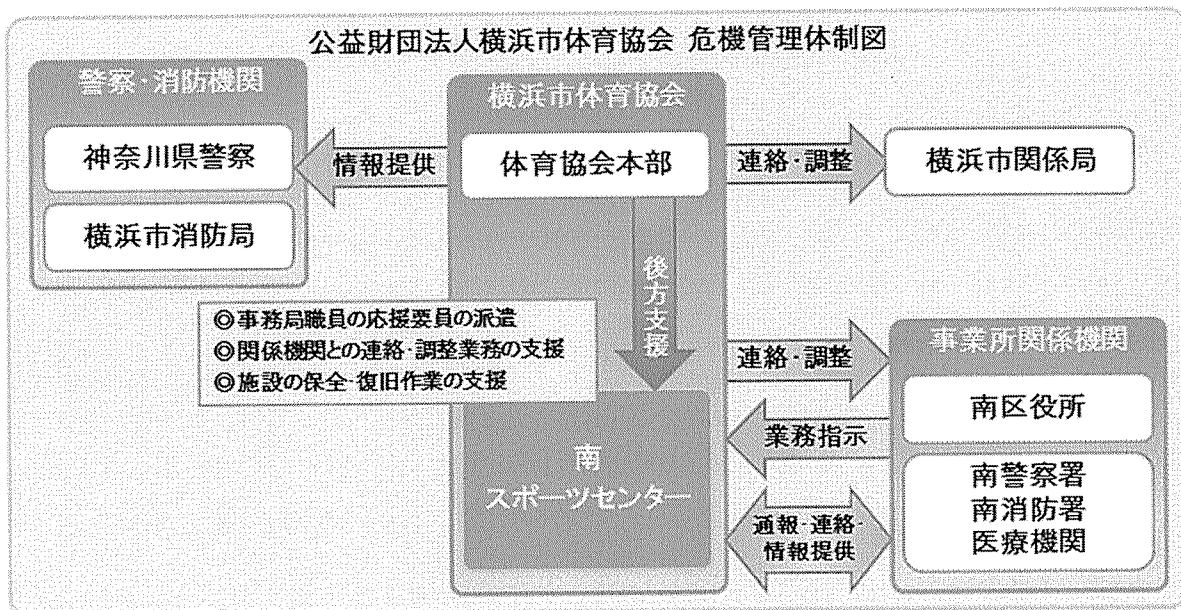 公益財団法人横浜市体育協会 危機管理体制図
警察・消防機関
神奈川県警察
横浜市消防局
情報提供
横浜市体育協会
体育協会本部
連絡・調整
横浜市関係局
後方支援
◎事務局職員の応援要員の派遣
◎関係機関との連絡・調整業務の支援
◎施設の保全・復旧作業の支援
南
スポーツセンター
連絡・調整
業務指示
通報・連絡・
情報提供
事業所関係機関
南区役所
南警察署
南消防署
医療機関